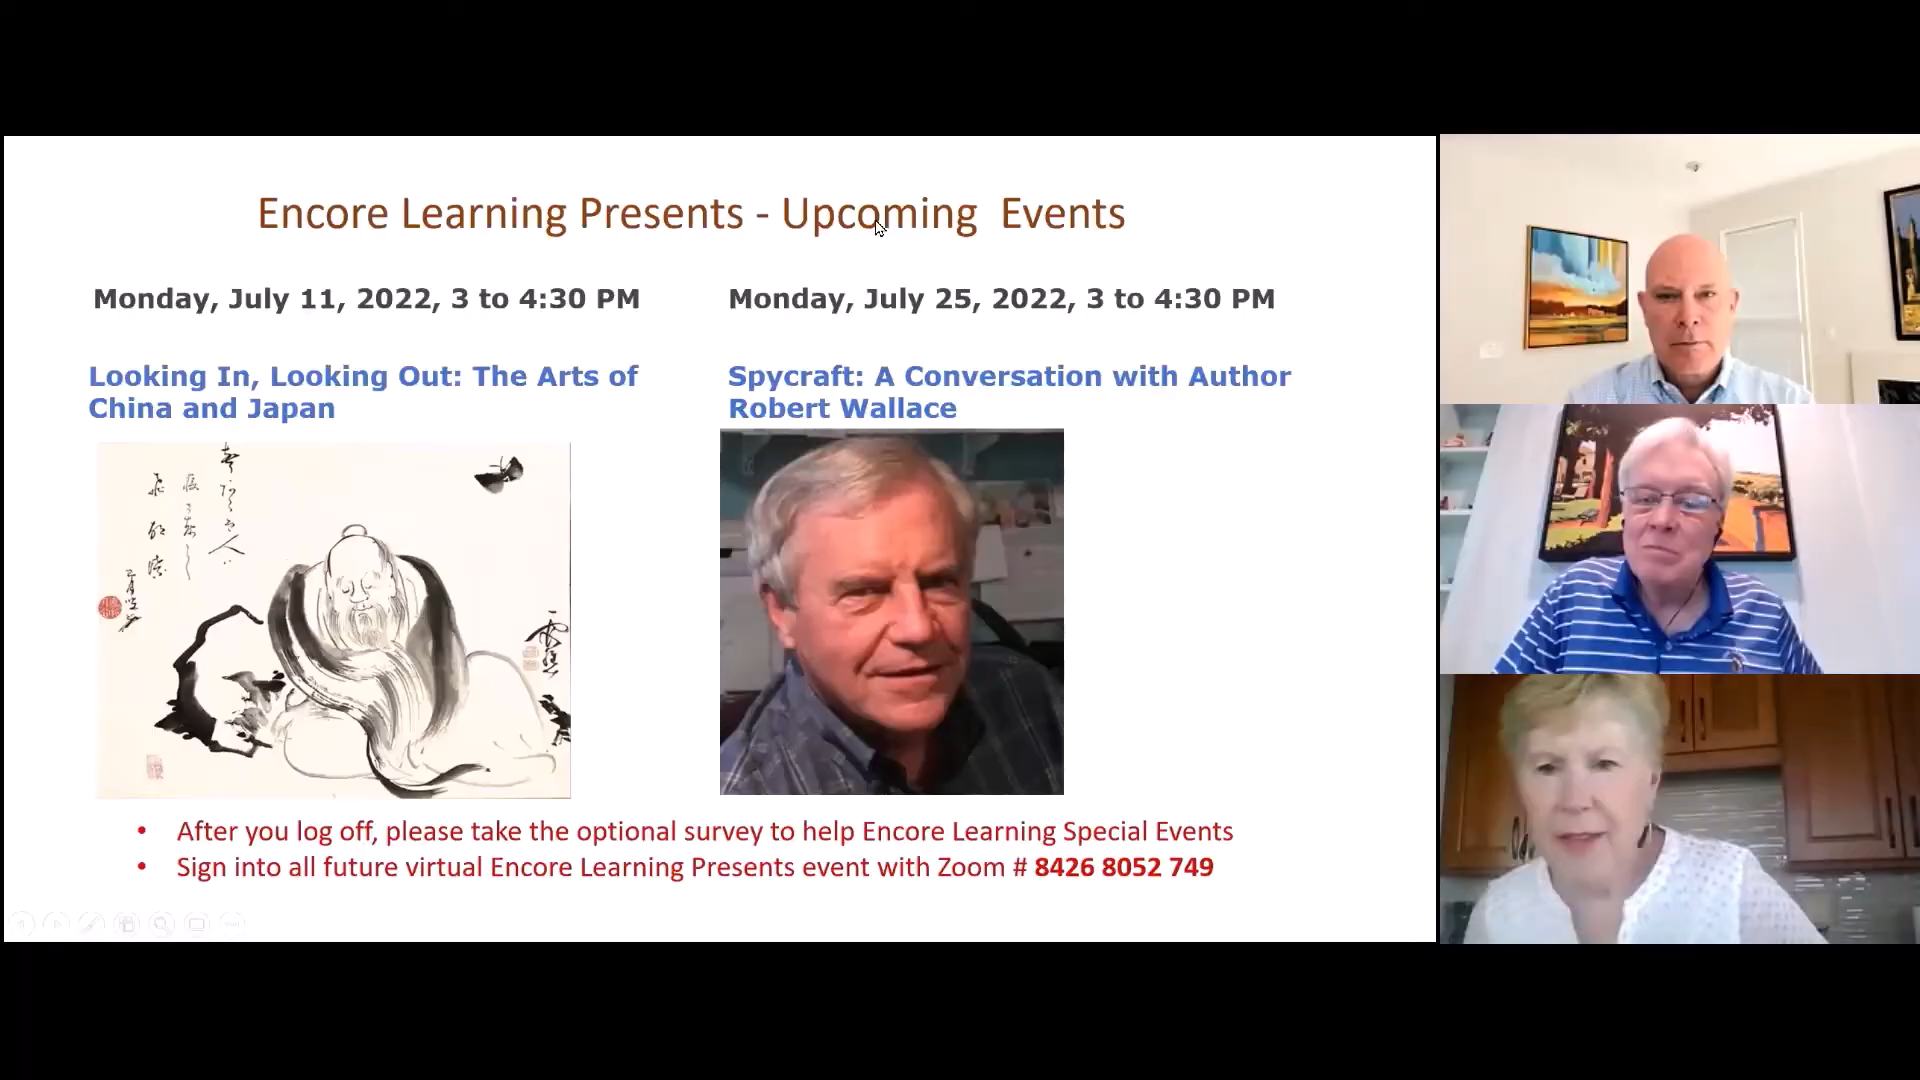 Encore Learning Presents - Upcoming  Events
Monday, July 11, 2022, 3 to 4:30 PM
Looking In, Looking Out: The Arts of
China and Japan
Monday, July 25, 2022, 3 to 4:30 PM
Spycraft: A Conversation with Author
Robert Wallace
• After you log off, please take the optional survey to help Encore Learning Special Events
• Sign into all future virtual Encore Learning Presents event with Zoom # 8426 8052 749